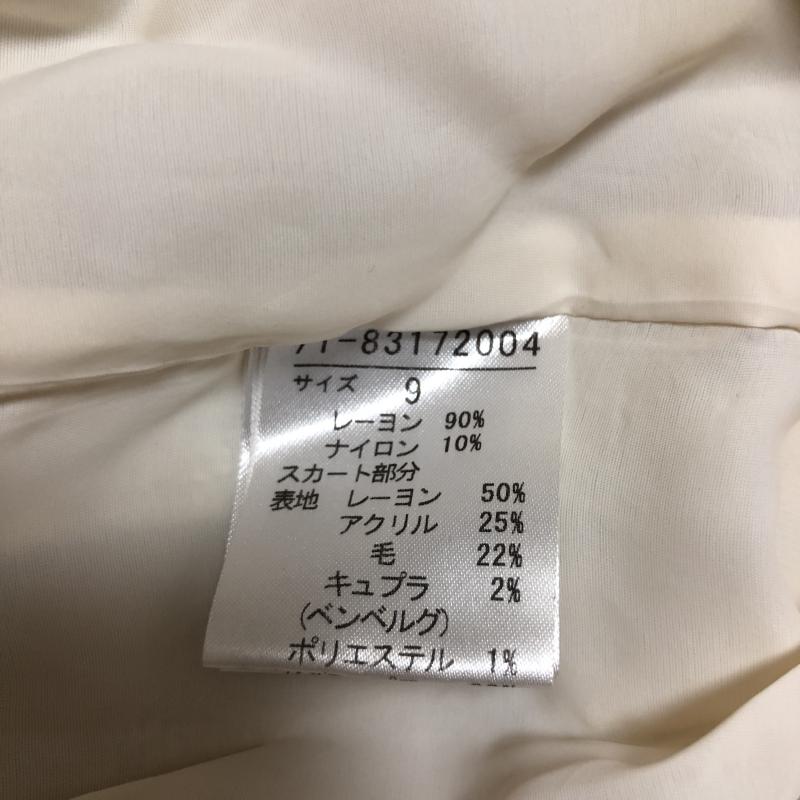 71-83172004
サイズ 9
レーヨン 90%
ナイロン 10%
スカート部分
表地 レーヨン 50%
アクリル 25%
毛 22%
キュプラ 2%
(ベンベルグ)
ポリエステル 1%